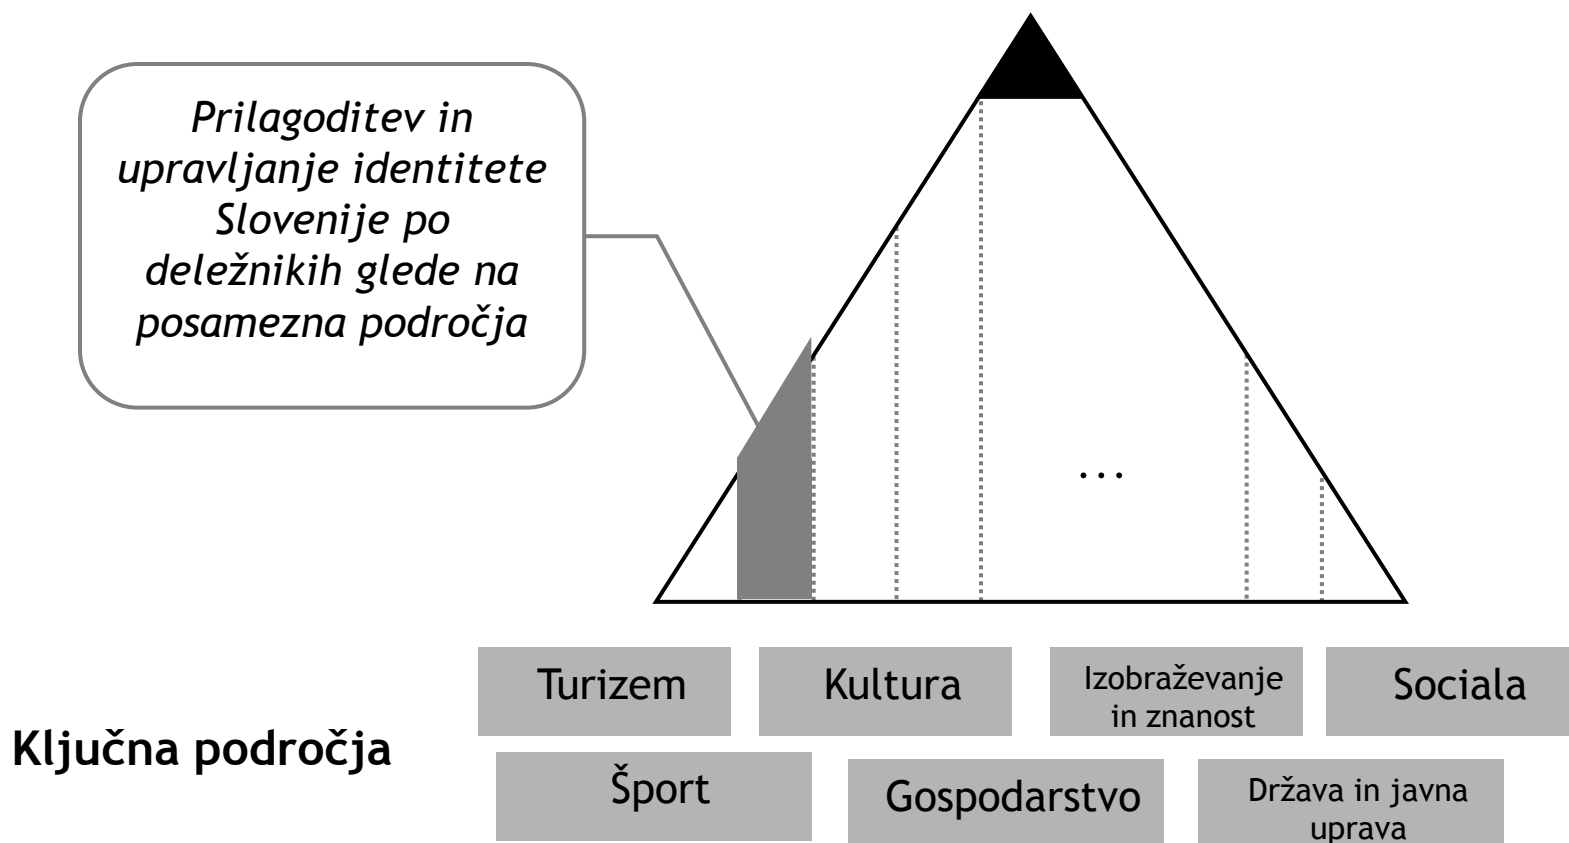 Prilagoditev in
upravljanje identitete
Slovenije po
deležnikih glede na
posamezna področja
...
Turizem
Kultura
Izobraževanje
in znanost
Sociala
Ključna področja
Šport
Gospodarstvo
Država in javna
uprava